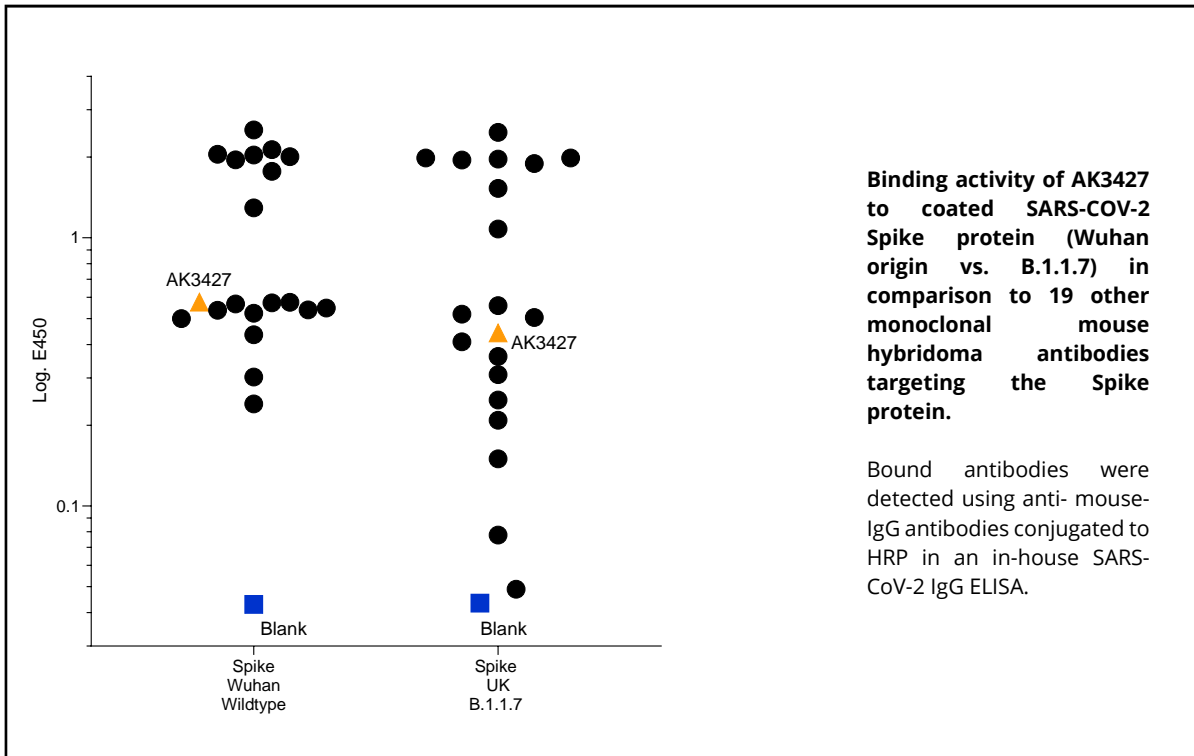 1
0.1
Log. E450
AK3427
AK3427
Blank
Blank
Spike
Wuhan
Wildtype
Spike
UK
B.1.1.7
Binding activity of AK3427
to coated SARS-COV-2
Spike protein (Wuhan
origin vs. B.1.1.7) in
comparison to 19 other
monoclonal mouse
hybridoma antibodies
targeting the Spike
protein.
Bound antibodies were
detected using anti- mouse-
IgG antibodies conjugated to
HRP in an in-house SARS-
CoV-2 IgG ELISA.